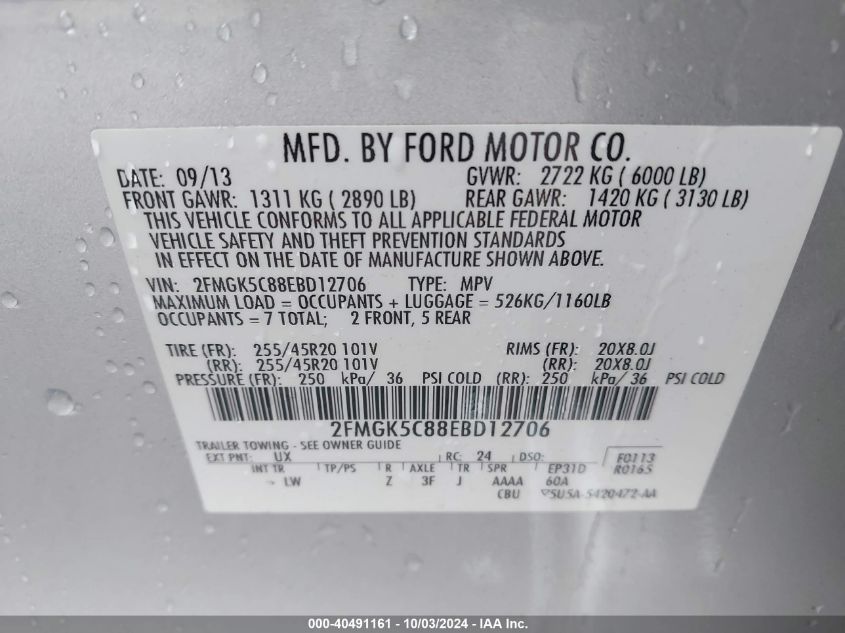 MFD. BY FORD MOTOR CO.
DATE: 09/13 GVWR: 2722 KG ( 6000 LB)
FRONT GAWR: 1311 KG ( 2890 LB) REAR GAWR: 1420 KG ( 3130 LB)
THIS VEHICLE CONFORMS TO ALL APPLICABLE FEDERAL MOTOR
VEHICLE SAFETY AND THEFT PREVENTION STANDARDS
IN EFFECT ON THE DATE OF MANUFACTURE SHOWN ABOVE.
VIN: 2FMGK5C88EBD12706 TYPE: MPV
MAXIMUM LOAD = OCCUPANTS + LUGGAGE = 526KG/1160LB
OCCUPANTS = 7 TOTAL; 2 FRONT, 5 REAR
TIRE (FR): 255/45R20 101V RIMS (FR): 20X8.0J
(RR): 255/45R20 101V (RR): 20X8.0J
PRESSURE (FR): 250 kPa/ 36 PSI COLD (RR): 250 kPa/ 36 PSI COLD
2FMGK5C88EBD12706
TRAILER TOWING - SEE OWNER GUIDE
EXT PNT: UX RC: 24 DSO: F0113
INT TR TP/PS R AXLE TR SPR EP31D R0165
LW Z 3F J AAAA 60A
CBU 5U5A-5420472-AA
000-40491161 - 10/03/2024 - IAA Inc.